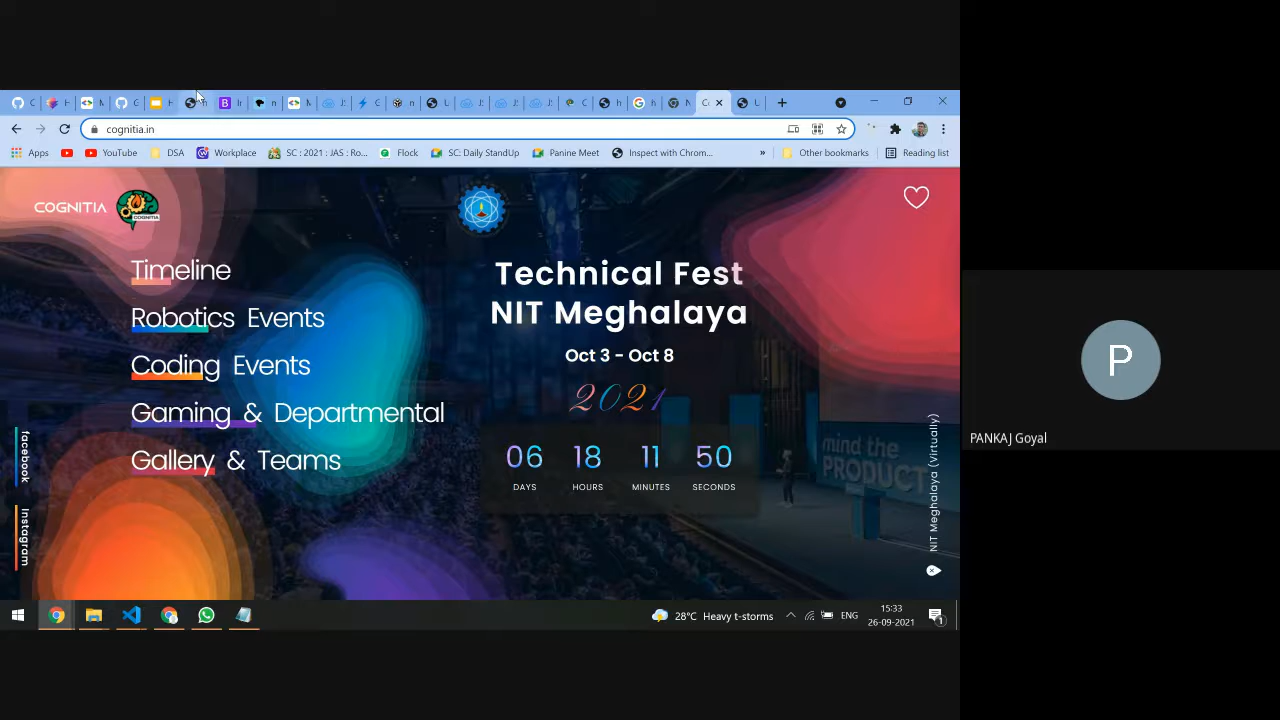 cognitia.in
Apps
YouTube
DSA
Workplace
SC : 2021 : JAS : Ro...
Flock
SC: Daily StandUp
Panine Meet
Inspect with Chrom...
»
Other bookmarks
Reading list
COGNITIA
COGNITIA
Timeline
Robotics Events
Coding Events
Gaming & Departmental
Gallery & Teams
facebook
Instagram
Technical Fest
NIT Meghalaya
Oct 3 - Oct 8
2021
06 18 11 50
DAYS HOURS MINUTES SECONDS
mind the
PRODUCT
NIT Meghalaya (Virtually)
28°C Heavy t-storms
ENG
15:33
26-09-2021
1
P
PANKAJ Goyal